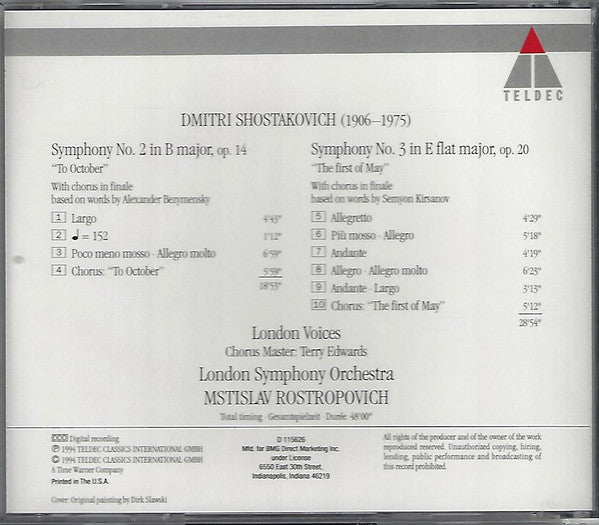 TELDEC
DMITRI SHOSTAKOVICH (1906–1975)
Symphony No. 2 in B major, op. 14
"To October"
With chorus in finale
based on words by Alexander Bezymensky
1 Largo 4'43"
2 ♩ = 152 1'12"
3 Poco meno mosso · Allegro molto 6'59"
4 Chorus: "To October" 5'59"
18'53"
Symphony No. 3 in E flat major, op. 20
"The first of May"
With chorus in finale
based on words by Semyon Kirsanov
5 Allegretto 4'29"
6 Più mosso · Allegro 5'18"
7 Andante 4'19"
8 Allegro · Allegro molto 6'23"
9 Andante · Largo 3'13"
10 Chorus: "The first of May" 5'12"
28'54"
London Voices
Chorus Master: Terry Edwards
London Symphony Orchestra
MSTISLAV ROSTROPOVICH
Total timing · Gesamtspielzeit · Durée: 48'00"
DDD Digital recording
℗ 1994 TELDEC CLASSICS INTERNATIONAL GMBH
© 1994 TELDEC CLASSICS INTERNATIONAL GMBH
A Time Warner Company
Printed in The U.S.A.
D 115626
Mfd. for BMG Direct Marketing Inc.
under License
6550 East 30th Street,
Indianapolis, Indiana 46219
All rights of the producer and of the owner of the work
reproduced reserved. Unauthorized copying, hiring,
lending, public performance and broadcasting of
this record prohibited.
Cover: Original painting by Dirk Slawski